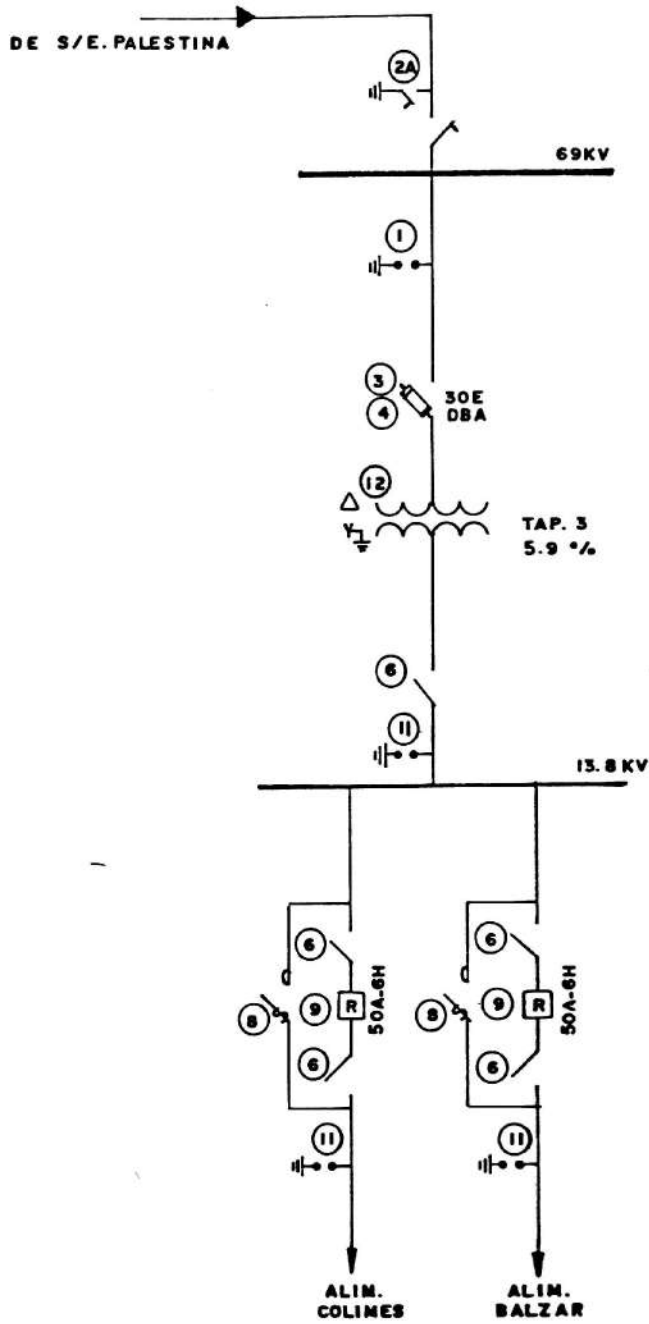 DE S/E. PALESTINA
2A
69KV
1
3
4
30E
DBA
12
TAP. 3
5.9 %
6
11
13.8 KV
6
6
9
R
50A-6H
9
R
50A-6H
8
8
6
6
11
11
ALIM.
COLIMES
ALIM.
BALZAR